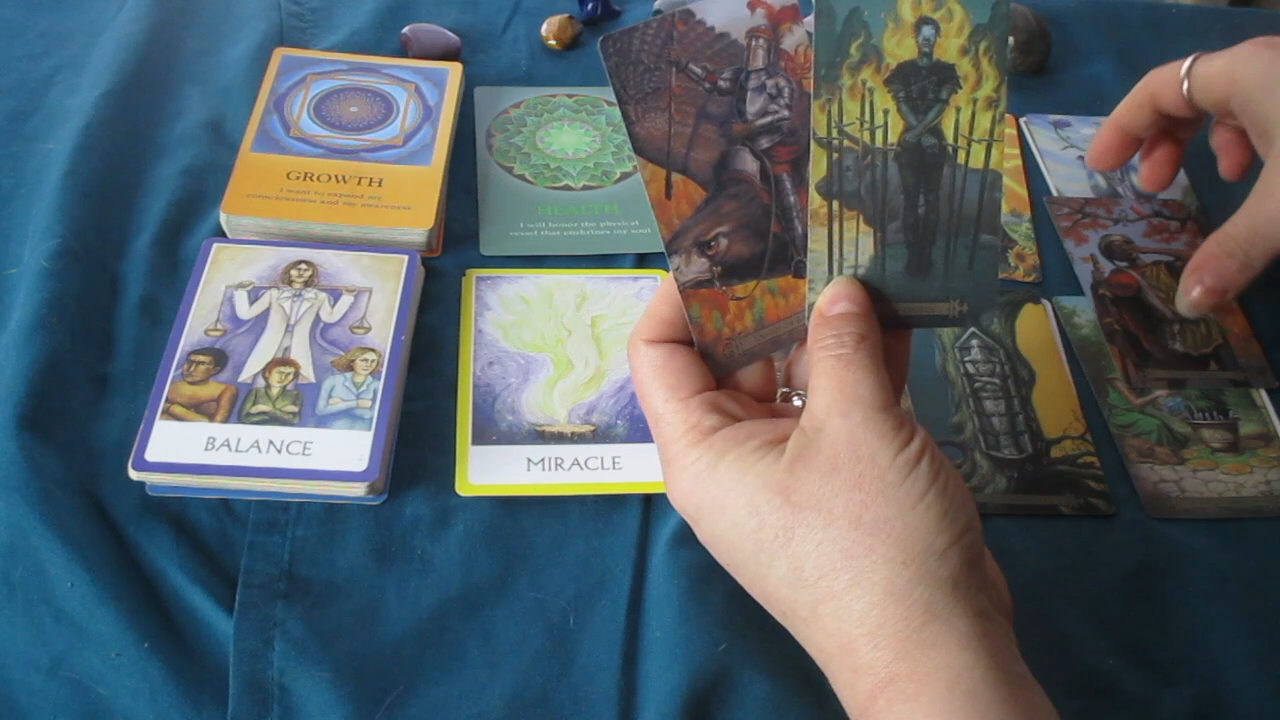 GROWTH
I want to expand my
consciousness and my awareness
HEALTH
I will honor the physical
vessel that enshrines my soul
BALANCE
MIRACLE